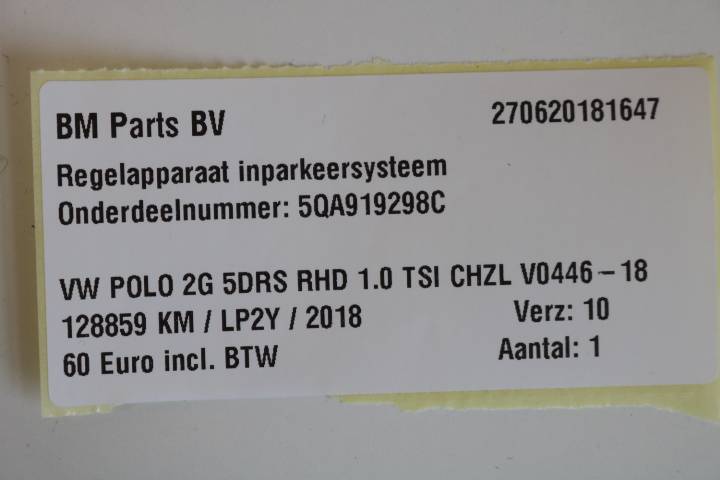 BM Parts BV 270620181647
Regelapparaat inparkeersysteem
Onderdeelnummer: 5QA919298C
VW POLO 2G 5DRS RHD 1.0 TSI CHZL V0446 – 18
128859 KM / LP2Y / 2018 Verz: 10
60 Euro incl. BTW Aantal: 1